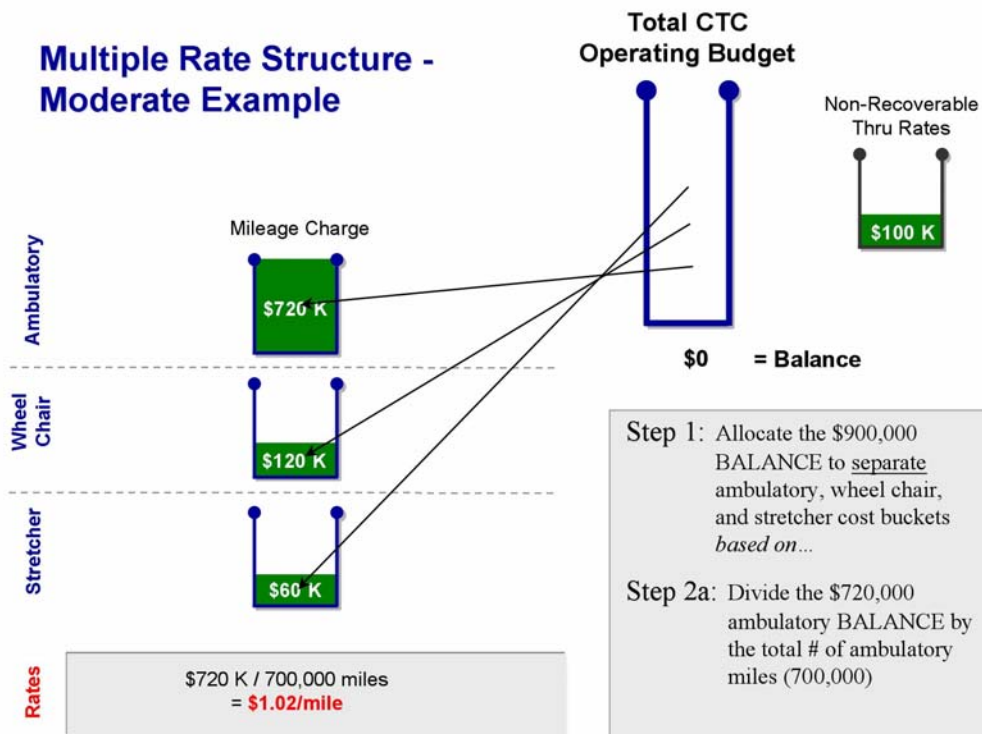 Multiple Rate Structure -
Moderate Example
Total CTC
Operating Budget
Non-Recoverable
Thru Rates
$100 K
Mileage Charge
Ambulatory
$720 K
Wheel
Chair
$120 K
Stretcher
$60 K
$0 = Balance
Step 1: Allocate the $900,000
BALANCE to separate
ambulatory, wheel chair,
and stretcher cost buckets
based on...
Step 2a: Divide the $720,000
ambulatory BALANCE by
the total # of ambulatory
miles (700,000)
Rates
$720 K / 700,000 miles
= $1.02/mile